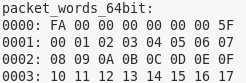 packet_words_64bit:
0000: FA 00 00 00 00 00 00 5F
0001: 00 01 02 03 04 05 06 07
0002: 08 09 0A 0B 0C 0D 0E 0F
0003: 10 11 12 13 14 15 16 17